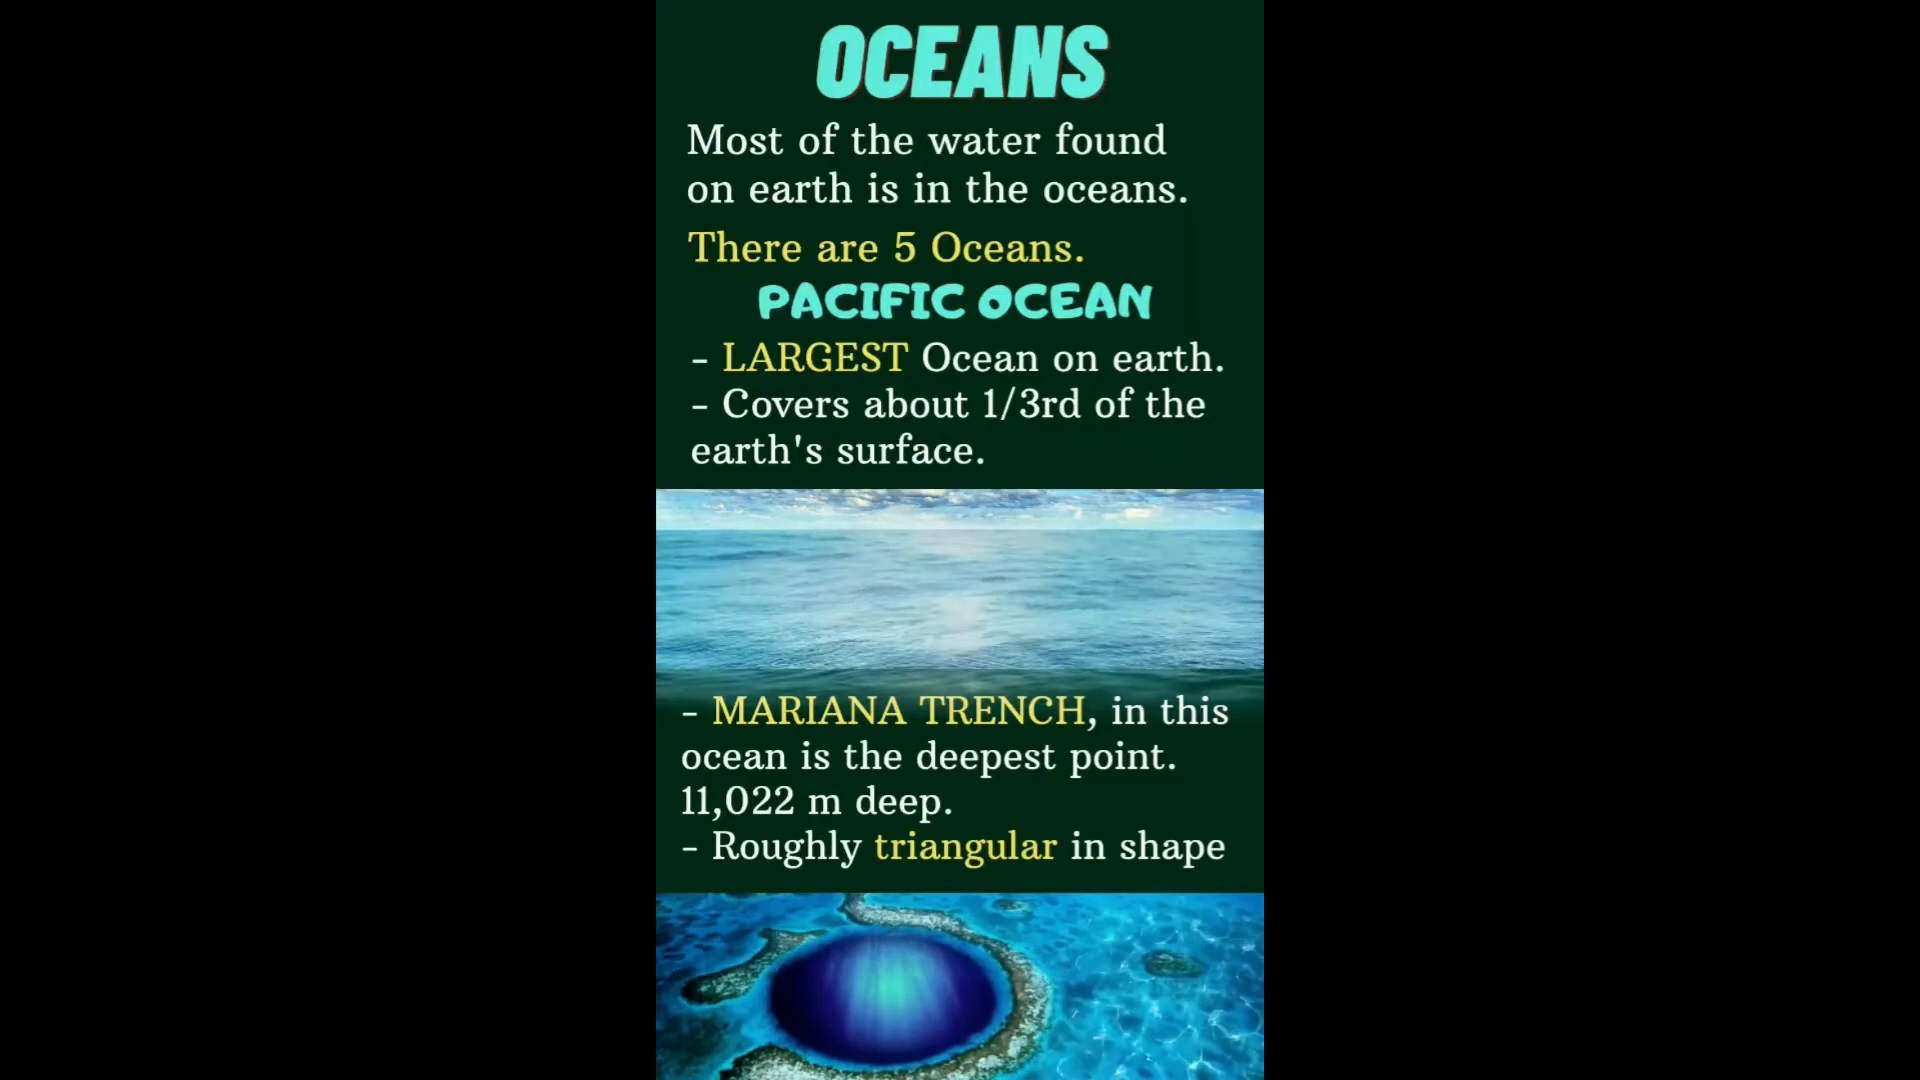 OCEANS
Most of the water found
on earth is in the oceans.
There are 5 Oceans.
PACIFIC OCEAN
- LARGEST Ocean on earth.
- Covers about 1/3rd of the
earth's surface.
- MARIANA TRENCH, in this
ocean is the deepest point.
11,022 m deep.
- Roughly triangular in shape